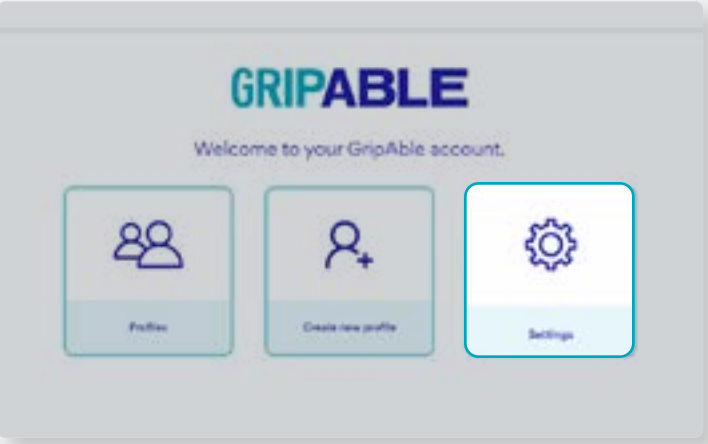 GRIPABLE
Welcome to your GripAble account.
Profiles
Create new profile
Settings